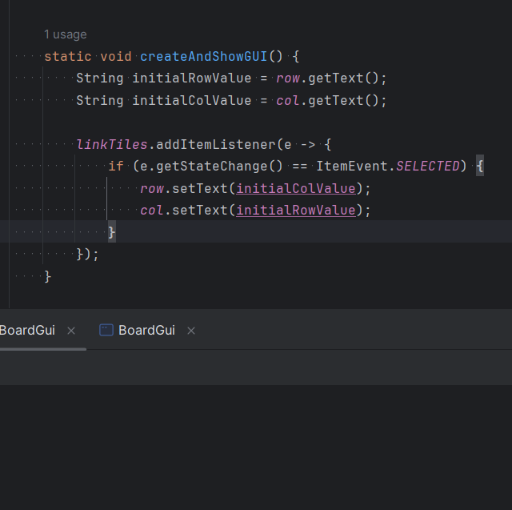 1 usage
static void createAndShowGUI() {
String initialRowValue = row.getText();
String initialColValue = col.getText();
linkTiles.addItemListener(e -> {
if (e.getStateChange() == ItemEvent.SELECTED) {
row.setText(initialColValue);
col.setText(initialRowValue);
}
});
}
BoardGui × BoardGui ×